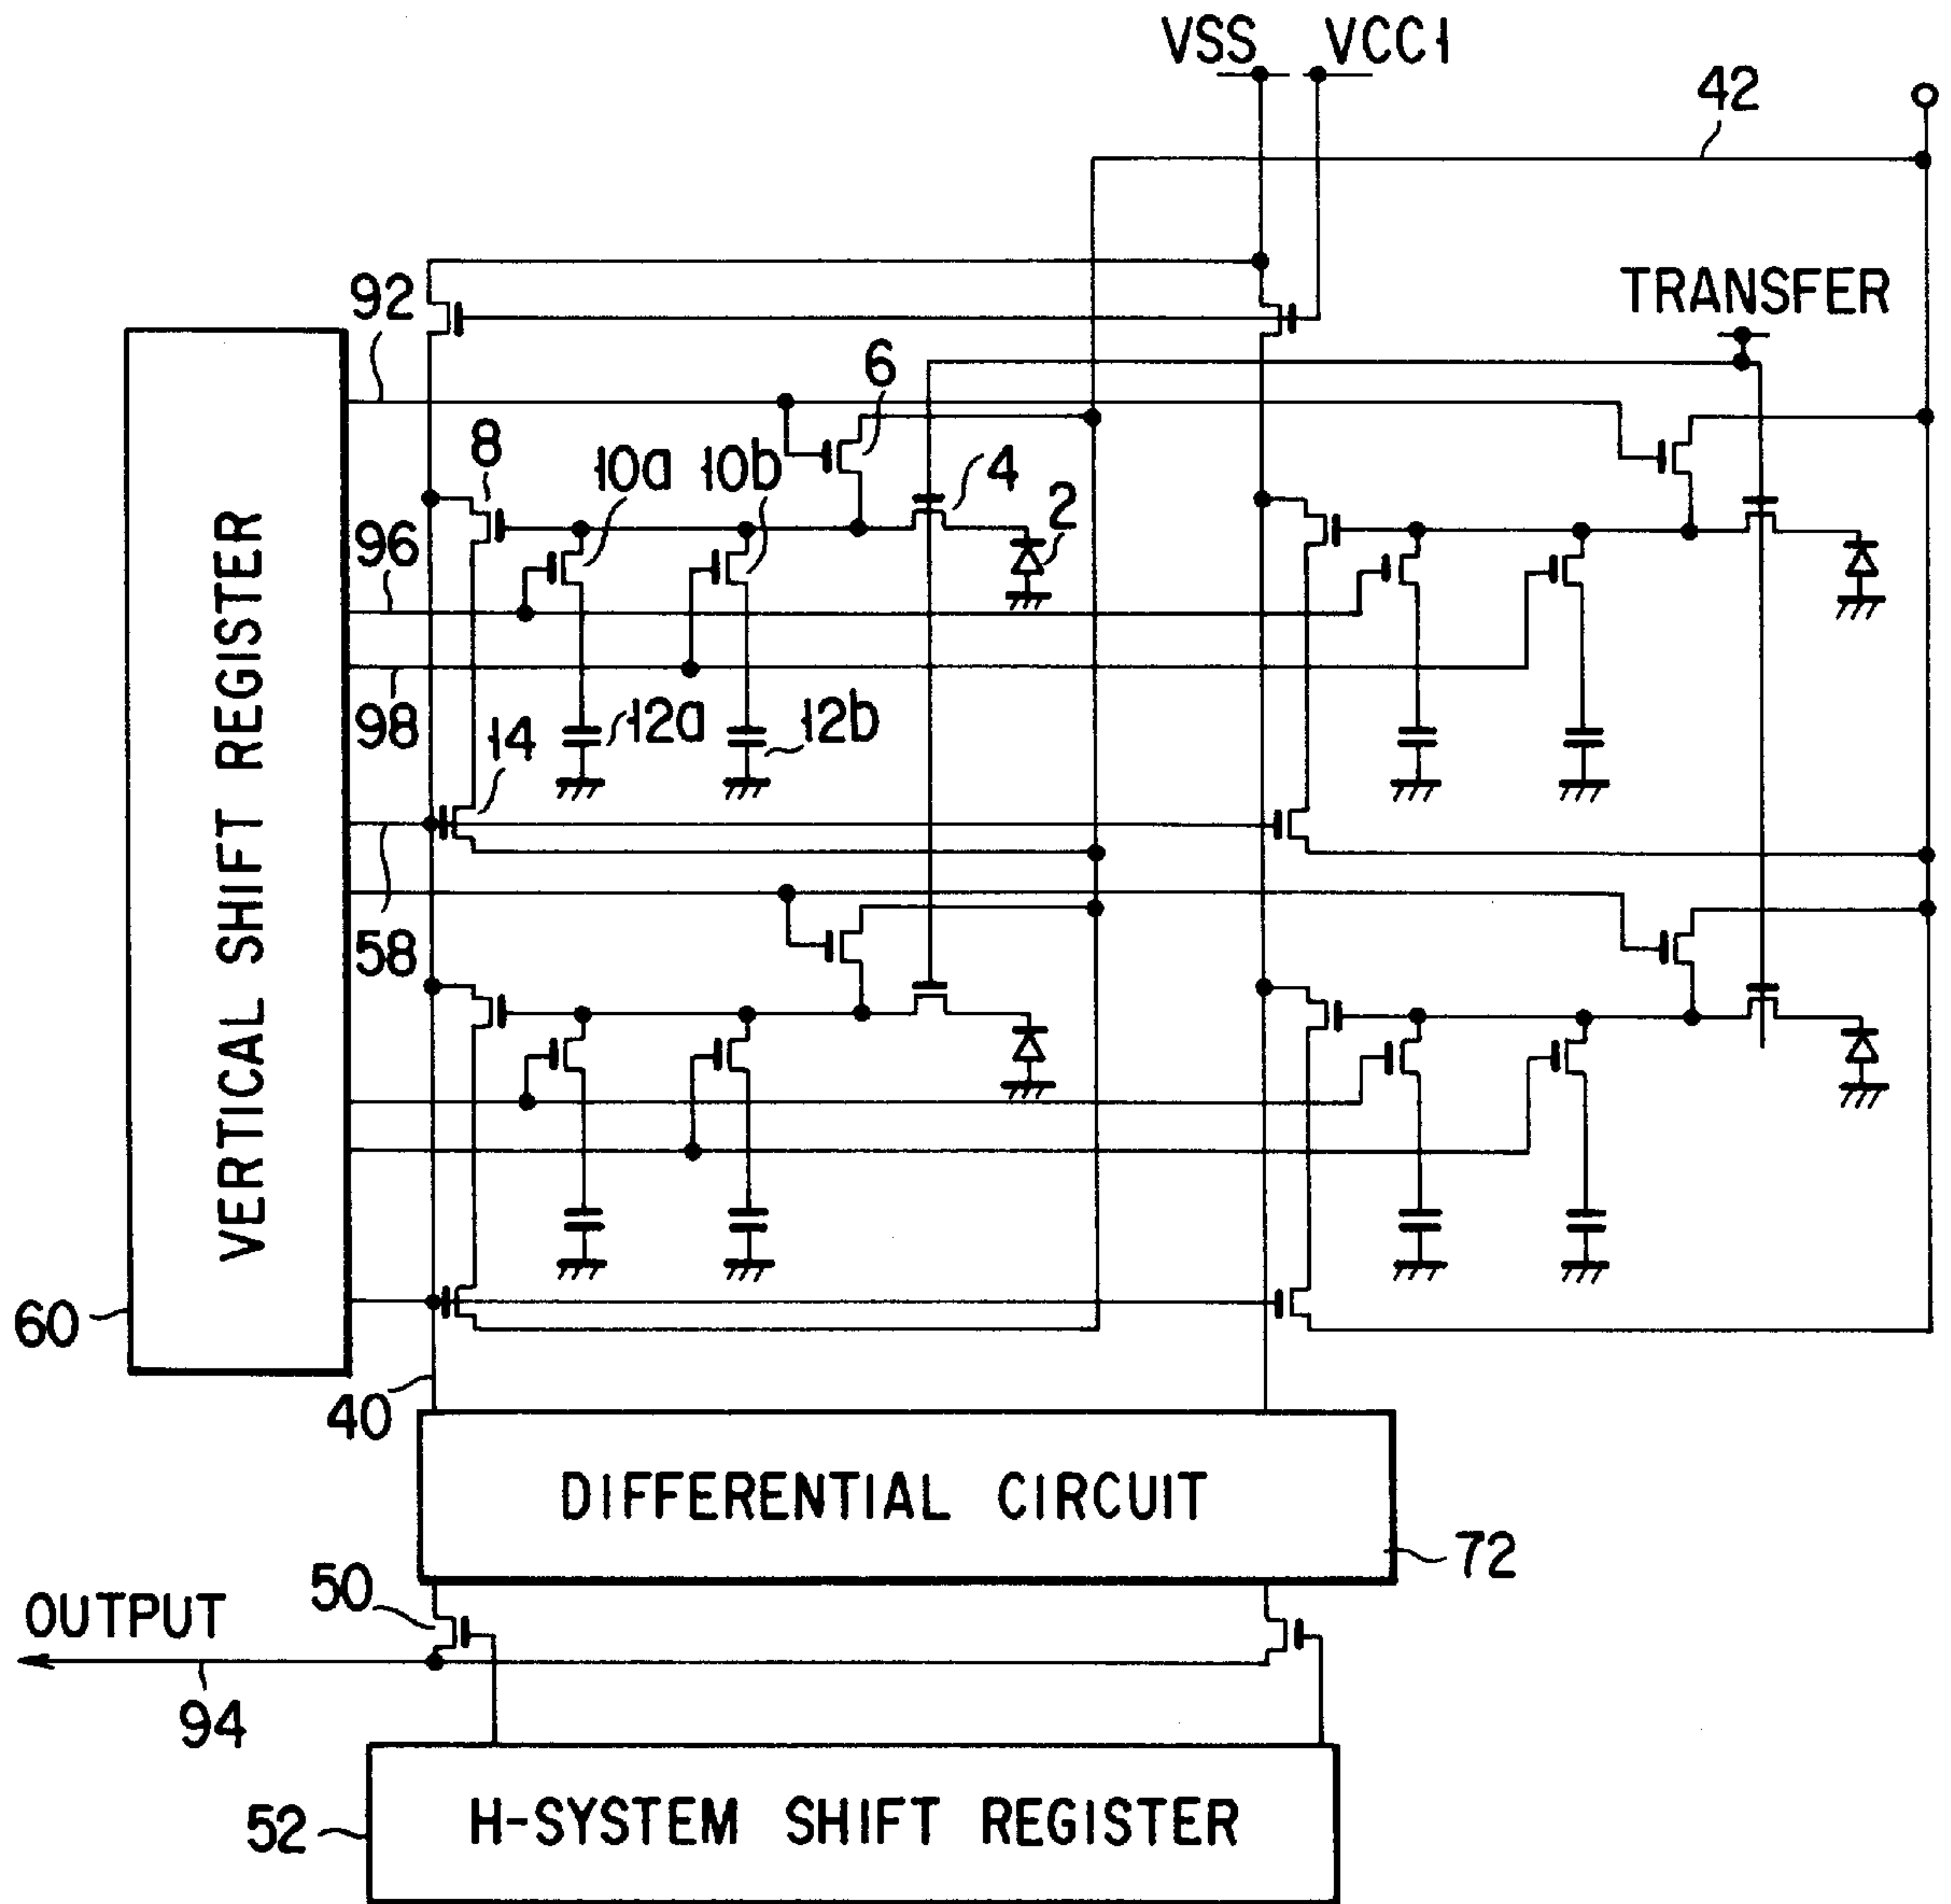 VSS VCC1
42
TRANSFER
92
6
8
10a 10b
4
2
96
98
12a
12b
14
58
VERTICAL SHIFT REGISTER
60
40
DIFFERENTIAL CIRCUIT
72
50
OUTPUT
94
52
H-SYSTEM SHIFT REGISTER